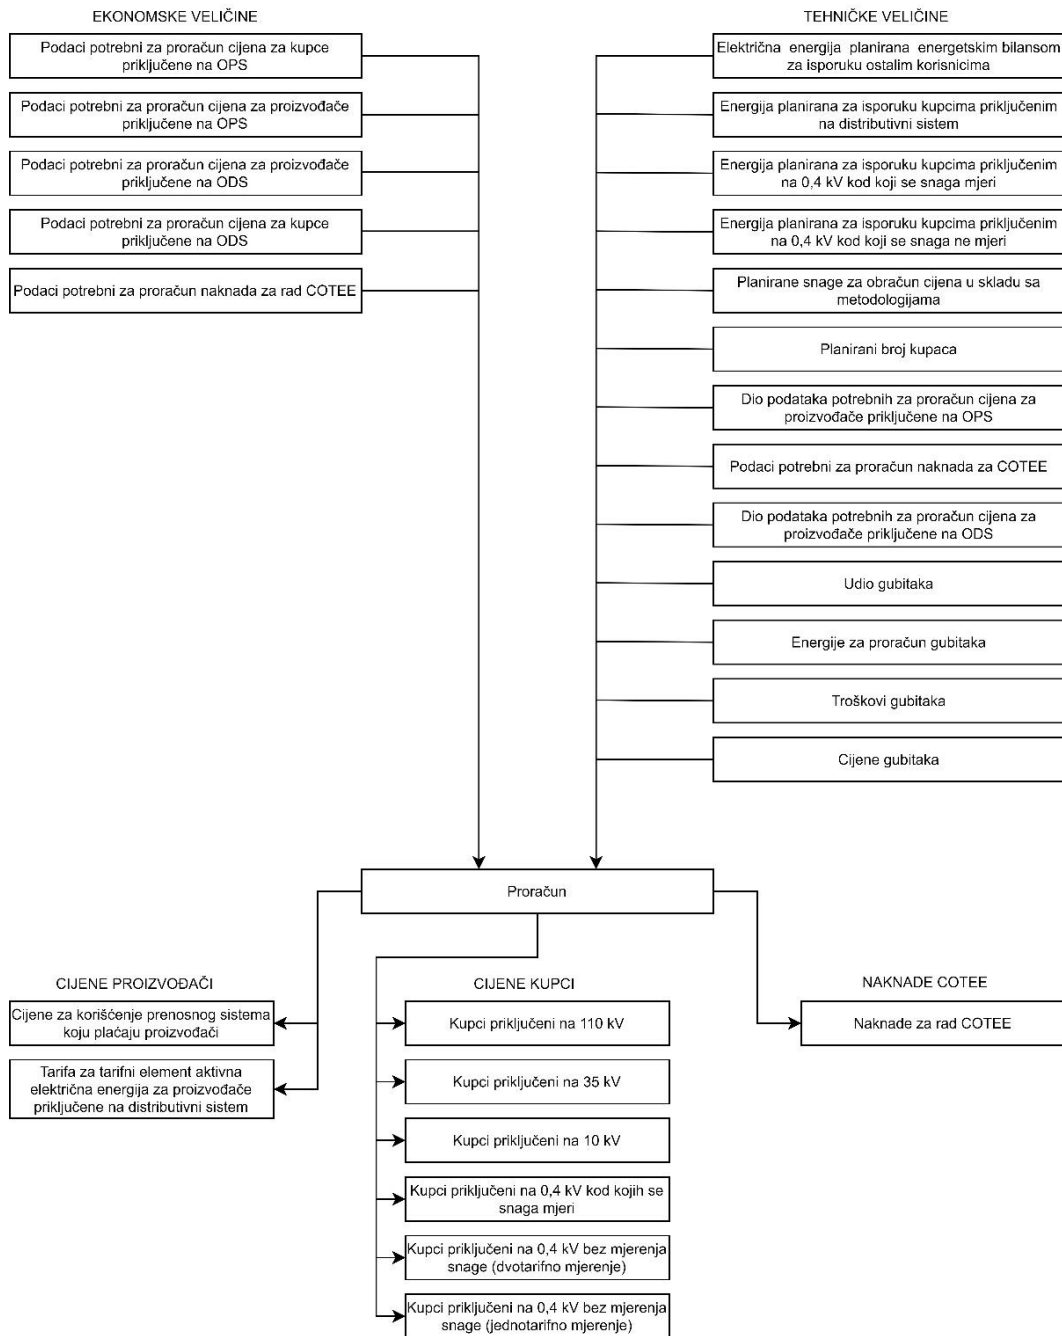 EKONOMSKE VELIČINE
Podaci potrebni za proračun cijena za kupce
priključene na OPS
Podaci potrebni za proračun cijena za proizvođače
priključene na OPS
Podaci potrebni za proračun cijena za proizvođače
priključene na ODS
Podaci potrebni za proračun cijena za kupce
priključene na ODS
Podaci potrebni za proračun naknada za rad COTEE
TEHNIČKE VELIČINE
Električna energija planirana energetskim bilansom
za isporuku ostalim korisnicima
Energija planirana za isporuku kupcima priključenim
na distributivni sistem
Energija planirana za isporuku kupcima priključenim
na 0,4 kV kod koji se snaga mjeri
Energija planirana za isporuku kupcima priključenim
na 0,4 kV kod koji se snaga ne mjeri
Planirane snage za obračun cijena u skladu sa
metodologijama
Planirani broj kupaca
Dio podataka potrebnih za proračun cijena za
proizvođače priključene na OPS
Podaci potrebni za proračun naknada za COTEE
Dio podataka potrebnih za proračun cijena za
proizvođače priključene na ODS
Udio gubitaka
Energije za proračun gubitaka
Troškovi gubitaka
Cijene gubitaka
Proračun
CIJENE PROIZVOĐAČI
Cijene za korišćenje prenosnog sistema
koju plaćaju proizvođači
Tarifa za tarifni element aktivna
električna energija za proizvođače
priključene na distributivni sistem
CIJENE KUPCI
Kupci priključeni na 110 kV
Kupci priključeni na 35 kV
Kupci priključeni na 10 kV
Kupci priključeni na 0,4 kV kod kojih se
snaga mjeri
Kupci priključeni na 0,4 kV bez mjerenja
snage (dvotarifno mjerenje)
Kupci priključeni na 0,4 kV bez mjerenja
snage (jednotarifno mjerenje)
NAKNADE COTEE
Naknade za rad COTEE